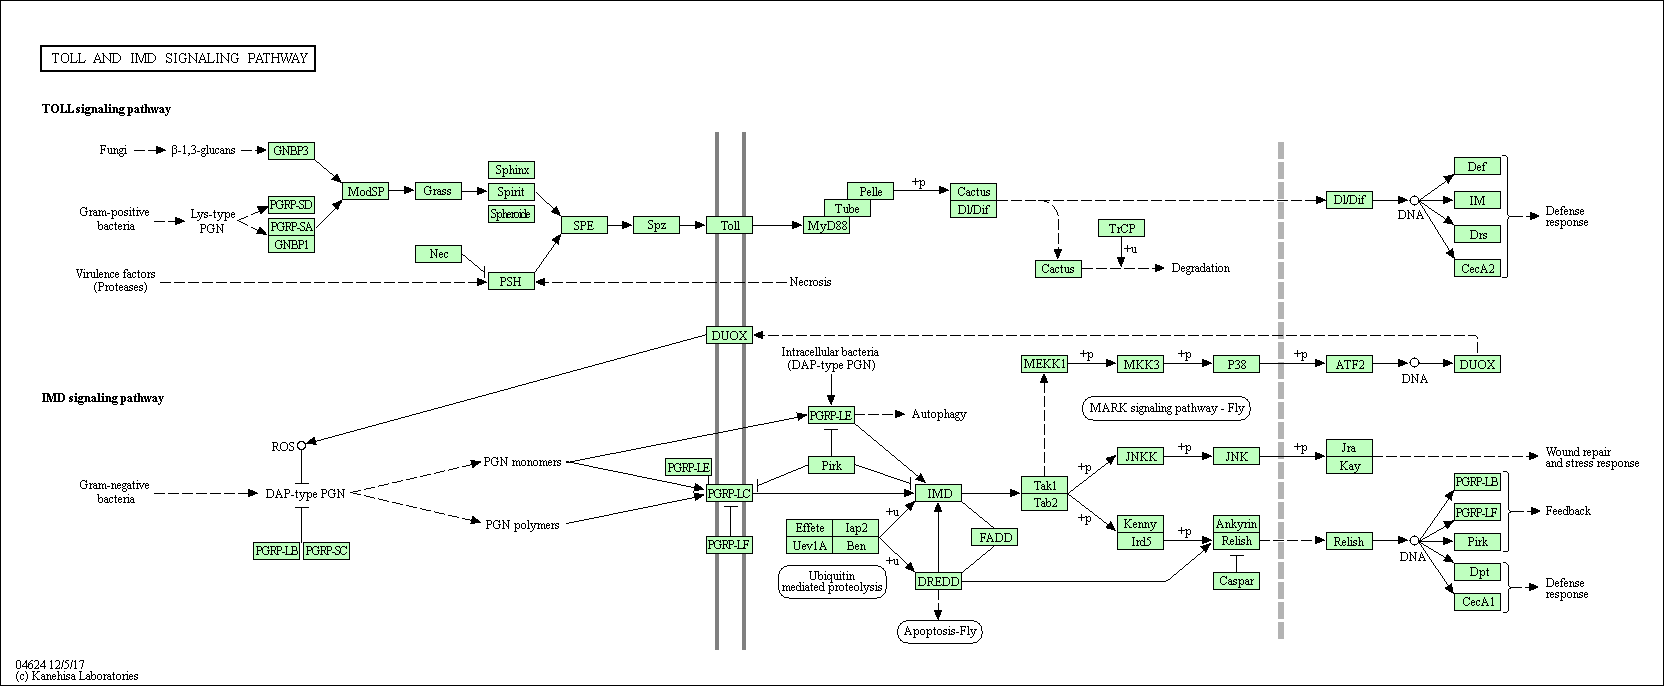 TOLL AND IMD SIGNALING PATHWAY
TOLL signaling pathway
Fungi
β-1,3-glucans
GNBP3
Gram-positive
bacteria
Lys-type
PGN
PGRP-SD
PGRP-SA
GNBP1
ModSP
Grass
Sphinx
Spirit
Spheroide
SPE
Spz
Toll
Nec
PSH
Virulence factors
(Proteases)
Necrosis
Pelle
Tube
MyD88
+p
Cactus
Dl/Dif
TrCP
+u
Cactus
Degradation
Dl/Dif
DNA
Def
IM
Drs
CecA2
Defense
response
DUOX
Intracellular bacteria
(DAP-type PGN)
MEKK1
+p
MKK3
+p
P38
+p
ATF2
DNA
DUOX
IMD signaling pathway
MARK signaling pathway - Fly
PGRP-LE
Autophagy
ROS
PGN monomers
PGRP-LE
Pirk
Gram-negative
bacteria
DAP-type PGN
PGRP-LC
IMD
Tak1
Tab2
+p
JNKK
+p
JNK
+p
Jra
Kay
Wound repair
and stress response
PGN polymers
PGRP-LB
PGRP-SC
PGRP-LF
Effete
Iap2
Uev1A
Ben
+u
+u
FADD
DREDD
Ubiquitin
mediated proteolysis
Apoptosis-Fly
+p
Kenny
Ird5
+p
Ankyrin
Relish
Caspar
Relish
DNA
PGRP-LB
PGRP-LF
Pirk
Feedback
Dpt
CecA1
Defense
response
04624 12/5/17
(c) Kanehisa Laboratories